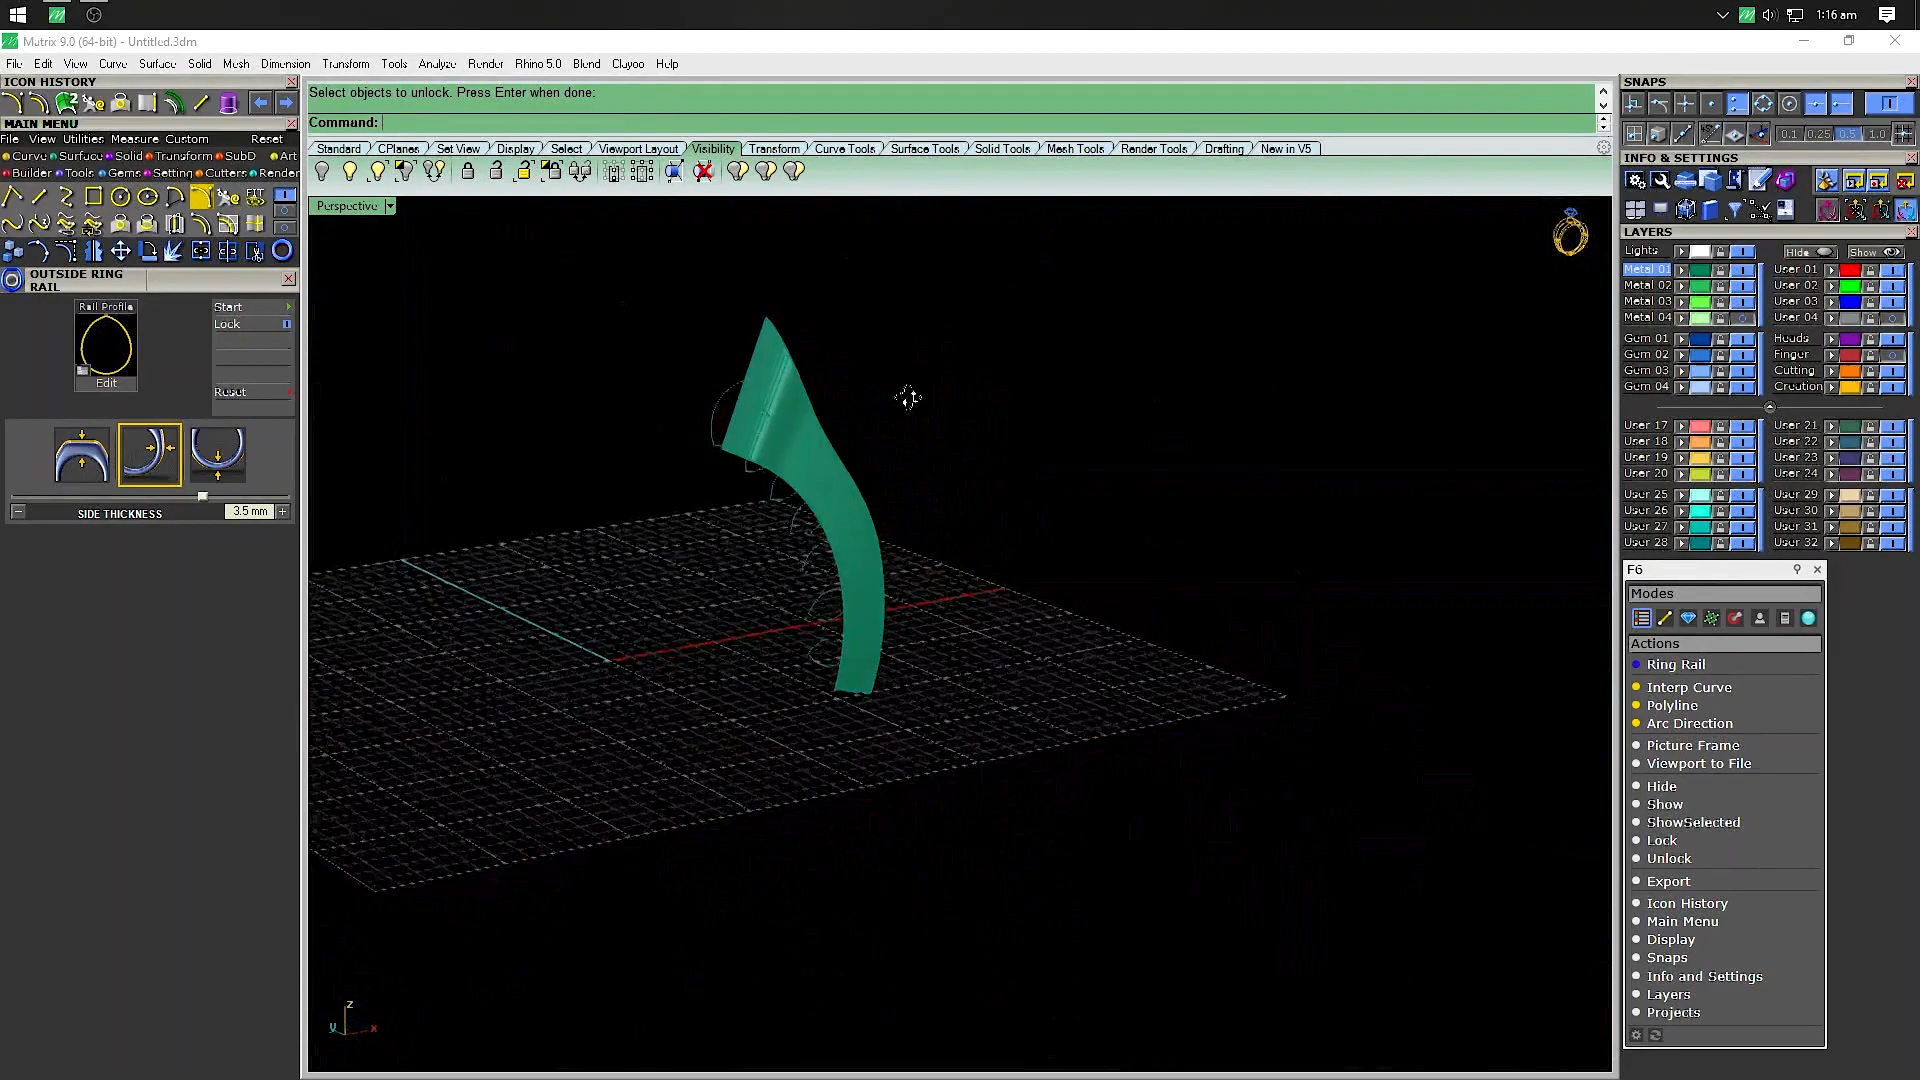 1:16 am
Matrix 9.0 (64-bit) - Untitled.3dm
File Edit View Curve Surface Solid Mesh Dimension Transform Tools Analyze Render Rhino 5.0 Blend Clayoo Help
ICON HISTORY
MAIN MENU
File View Utilities Measure Custom Reset
Curve Surface Solid Transform SubD Art
Builder Tools Gems Setting Cutters Render
FIT
OUTSIDE RING RAIL
Rail Profile
Edit
Start
Lock
Reset
SIDE THICKNESS 3.5 mm
Select objects to unlock. Press Enter when done:
Command:
Standard CPlanes Set View Display Select Viewport Layout Visibility Transform Curve Tools Surface Tools Solid Tools Mesh Tools Render Tools Drafting New in V5
Perspective
z
y
x
SNAPS
0.1 0.25 0.5 1.0
INFO & SETTINGS
LAYERS
Lights Hide Show
Metal 01 User 01
Metal 02 User 02
Metal 03 User 03
Metal 04 User 04
Gem 01 Heads
Gem 02 Finger
Gem 03 Cutting
Gem 04 Creation
User 17 User 21
User 18 User 22
User 19 User 23
User 20 User 24
User 25 User 29
User 26 User 30
User 27 User 31
User 28 User 32
F6
Modes
Actions
Ring Rail
Interp Curve
Polyline
Arc Direction
Picture Frame
Viewport to File
Hide
Show
ShowSelected
Lock
Unlock
Export
Icon History
Main Menu
Display
Snaps
Info and Settings
Layers
Projects